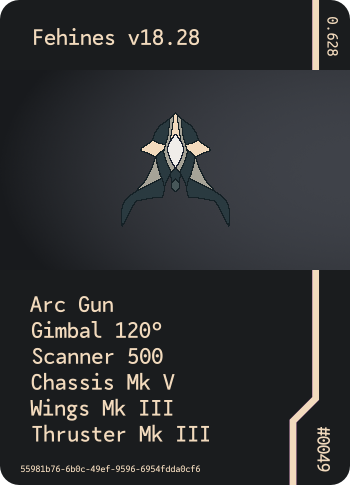 Fehines v18.28
0.628
Arc Gun
Gimbal 120°
Scanner 500
Chassis Mk V
Wings Mk III
Thruster Mk III
#0049
55981b76-6b0c-49ef-9596-6954fdda0cf6